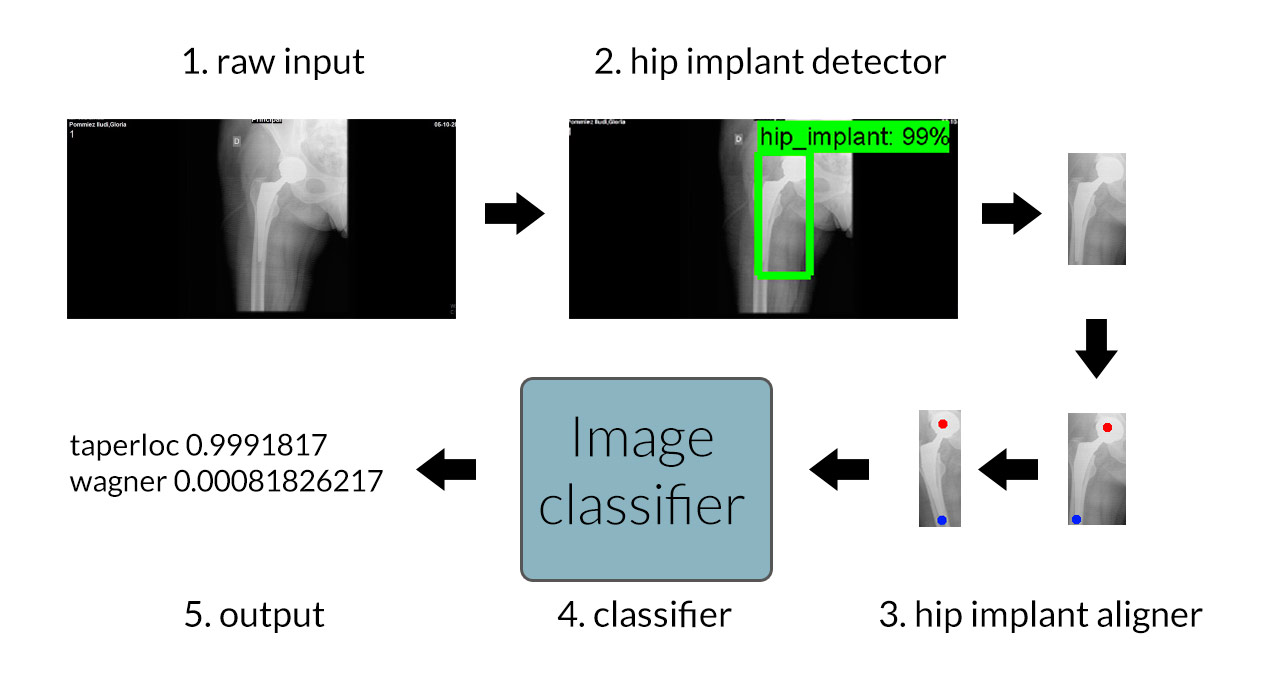 1. raw input
2. hip implant detector
Pommiez Iludi,Gloria
1
Principal
05-10-20
D
Pommiez Iludi,Gloria
D
hip_implant: 99%
taperloc 0.9991817
wagner 0.00081826217
Image
classifier
5. output
4. classifier
3. hip implant aligner